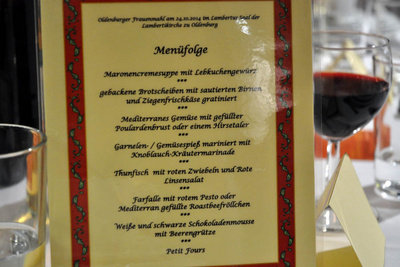 Oldenburger Frauenmahl am 24.10.2014 im Lambertus Saal der
Lambertikirche zu Oldenburg
Menüfolge
Maronencremesuppe mit Lebkuchengewürz
***
gebackene Brotscheiben mit sautierten Birnen
und Ziegenfrischkäse gratiniert
***
Mediterranes Gemüse mit gefüllter
Poulardenbrust oder einem Hirsetaler
***
Garnelen- / Gemüsespieß mariniert mit
Knoblauch-Kräutermarinade
***
Thunfisch mit roten Zwiebeln und Rote
Linsensalat
***
Farfalle mit rotem Pesto oder
Mediterran gefüllte Roastbeefröllchen
***
Weiße und schwarze Schokoladenmousse
mit Beerengrütze
***
Petit Fours